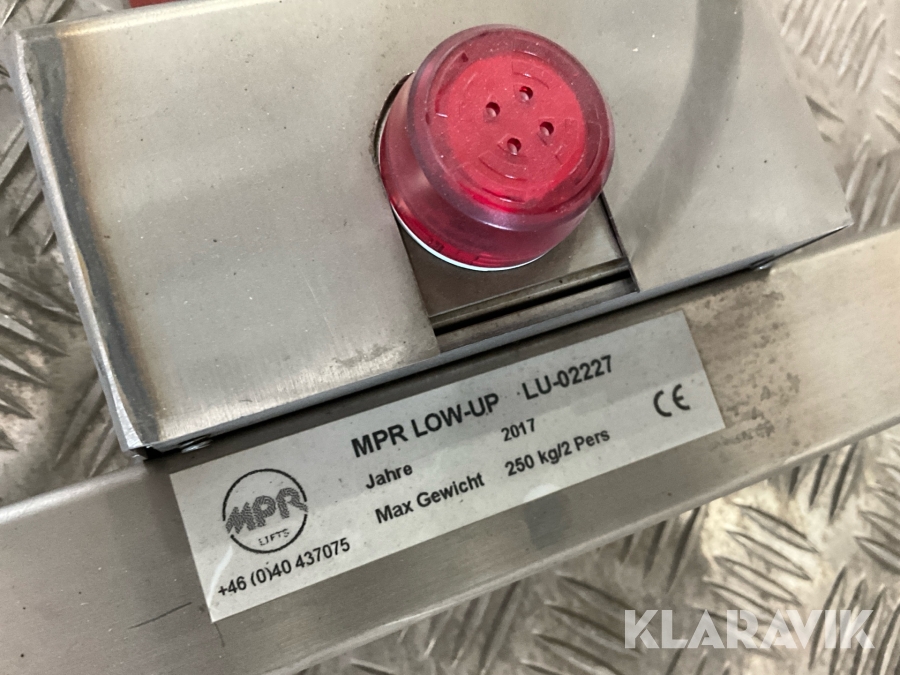 MPR LOW-UP LU-02227
Jahre 2017
Max Gewicht 250 kg/2 Pers
CE
MPR
LIFTS
+46 (0)40 437075
KLARAVIK